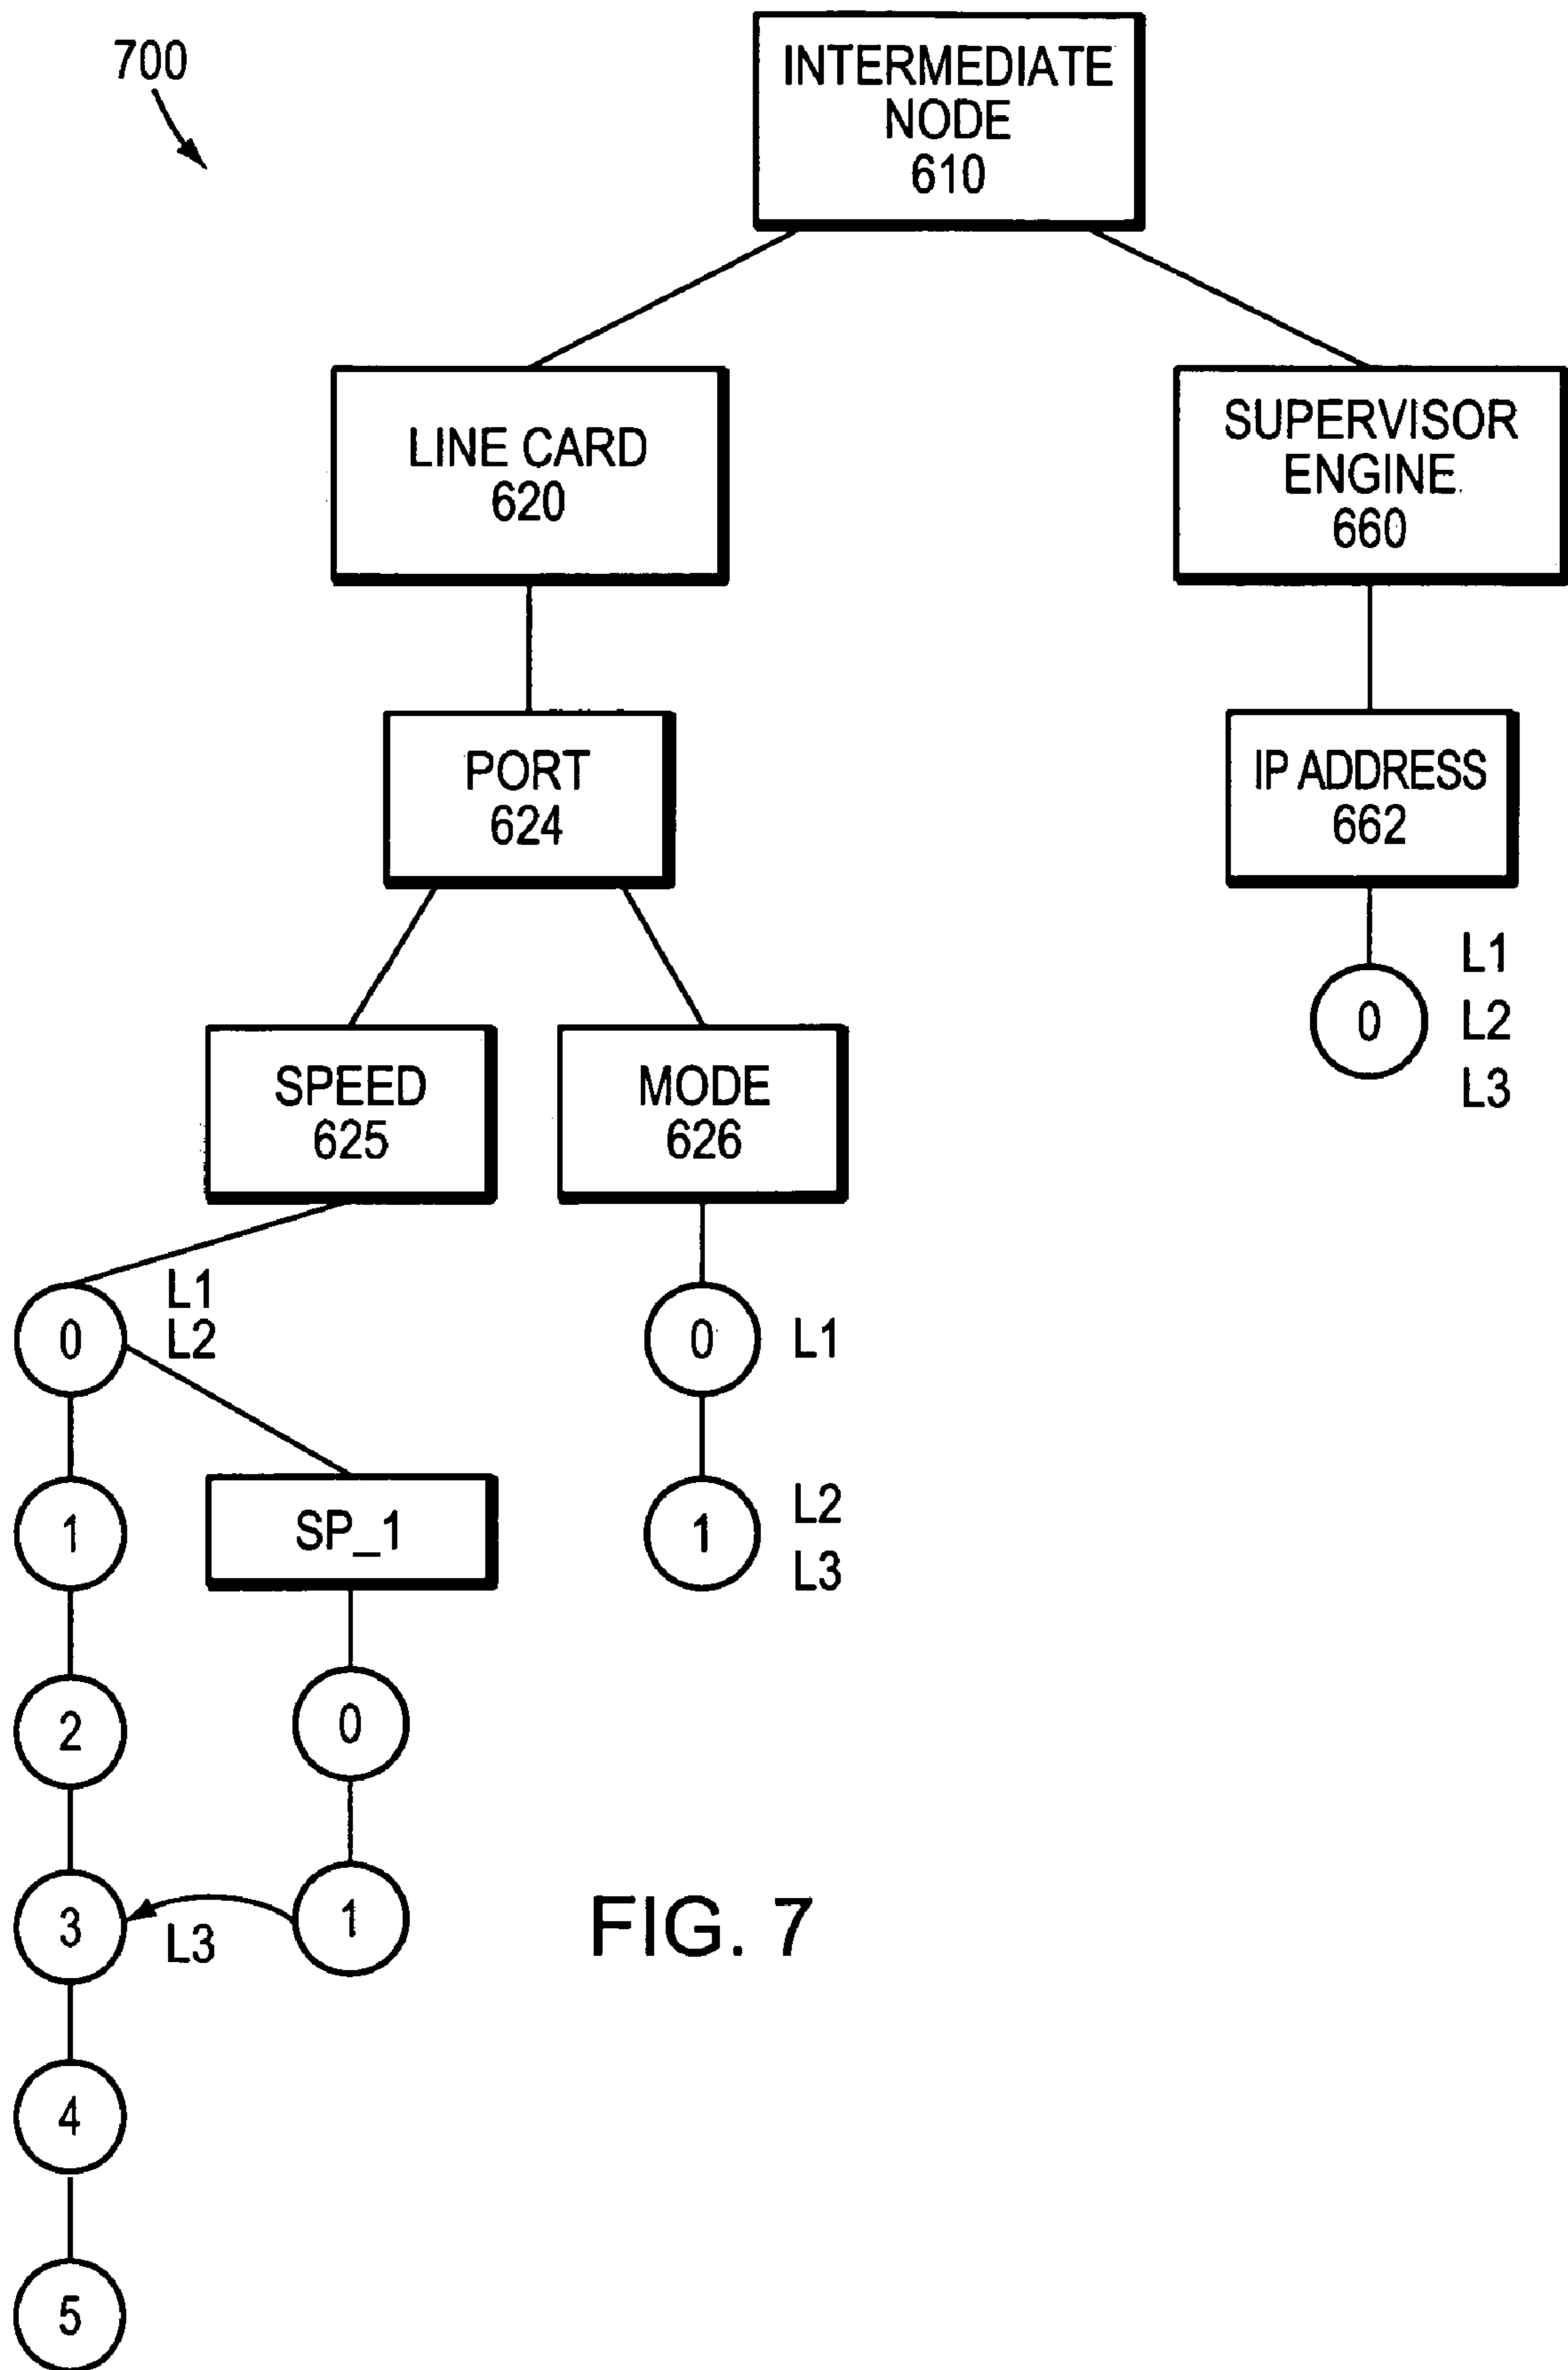 700
INTERMEDIATE
NODE
610
LINE CARD
620
SUPERVISOR
ENGINE
660
PORT
624
IP ADDRESS
662
0
L1
L2
L3
SPEED
625
MODE
626
0
L1
L2
0
L1
1
SP_1
1
L2
L3
2
0
3
L3
1
FIG. 7
4
5